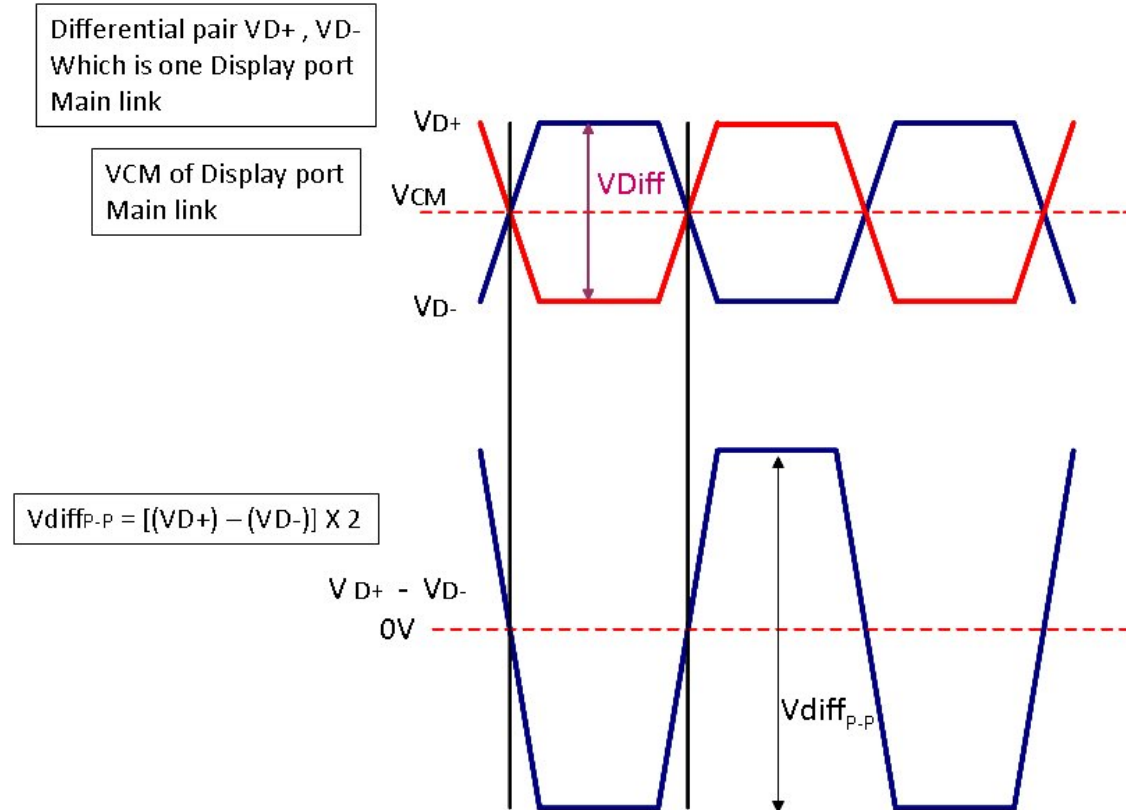 Differential pair VD+ , VD-
Which is one Display port
Main link
VCM of Display port
Main link
VD+
VDiff
VCM
VD-
VdiffP-P = [(VD+) – (VD-)] X 2
V D+ - VD-
0V
VdiffP-P